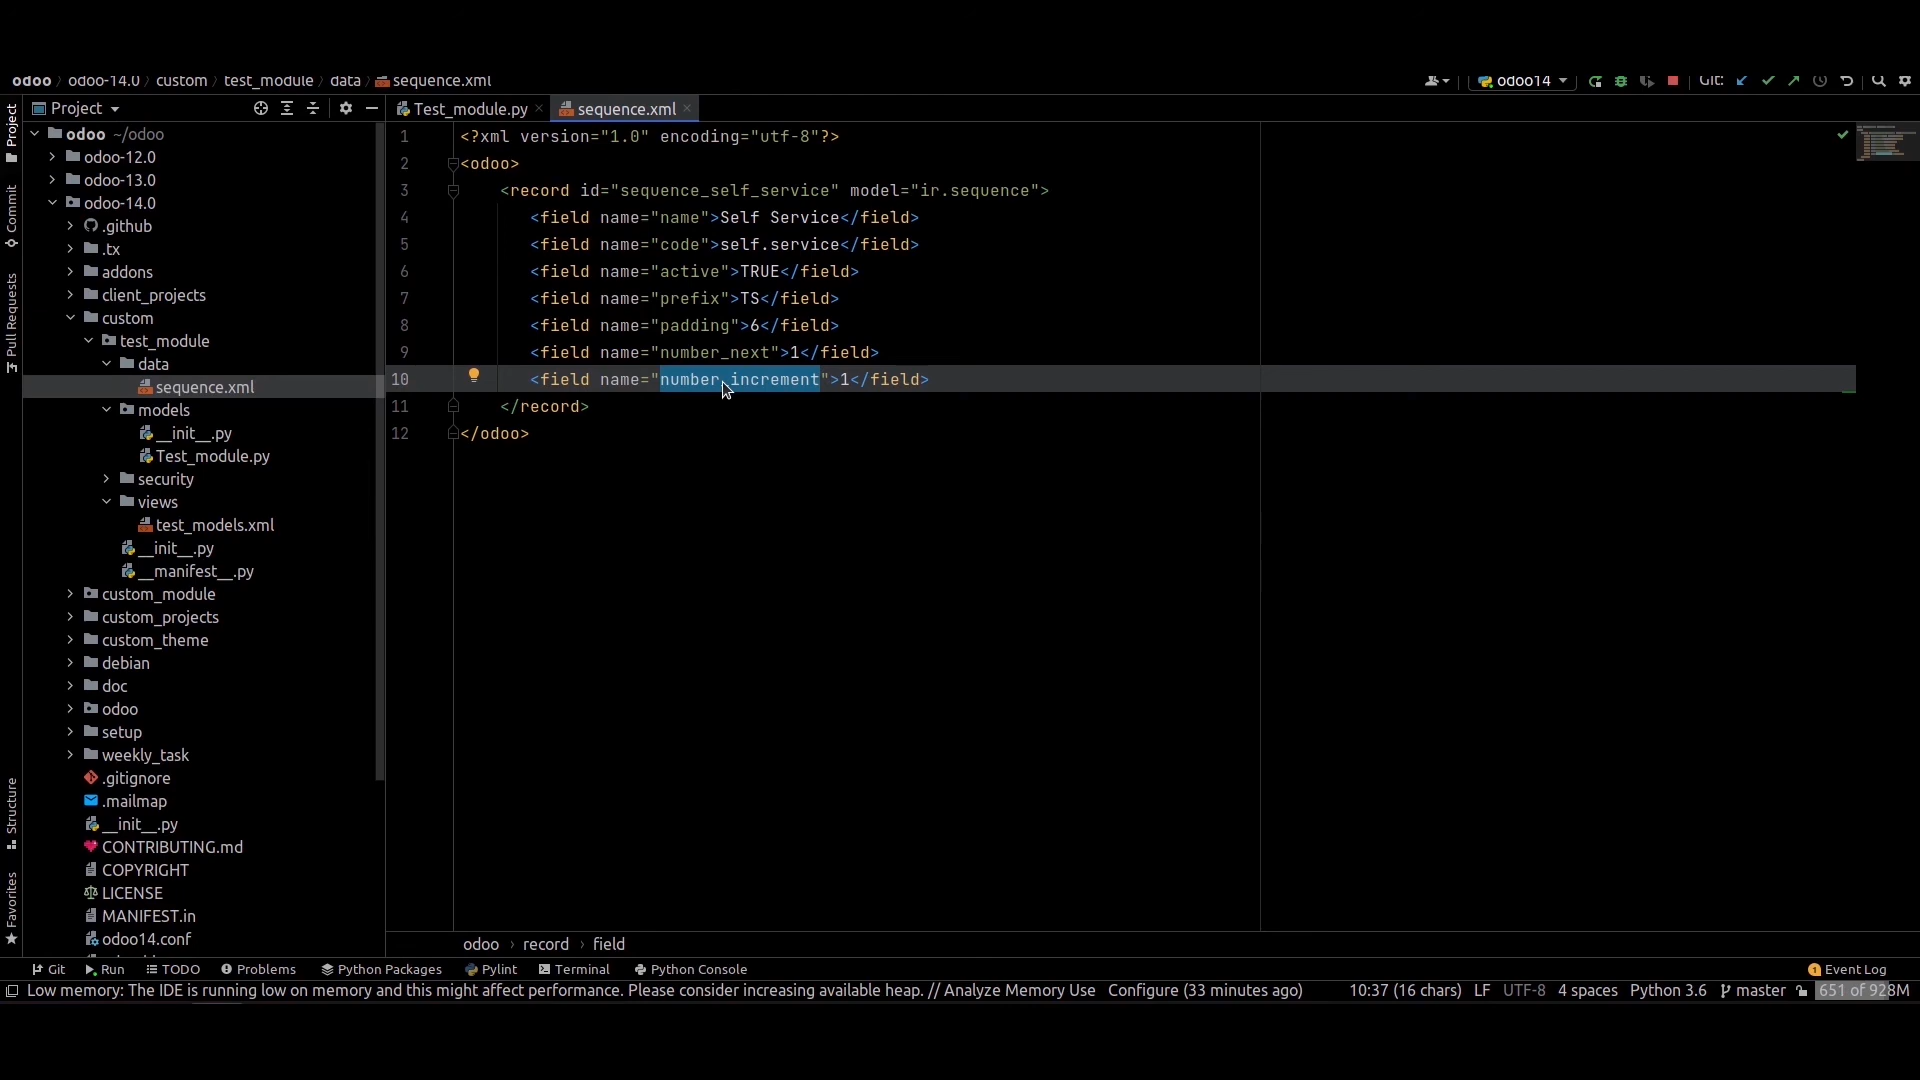 odoo › odoo-14.0 › custom › test_module › data › sequence.xml
odoo14
Git:
Project
Test_module.py
sequence.xml
Project
Commit
Pull Requests
Structure
Favorites
odoo ~/odoo
odoo-12.0
odoo-13.0
odoo-14.0
.github
.tx
addons
client_projects
custom
test_module
data
sequence.xml
models
__init__.py
Test_module.py
security
views
test_models.xml
__init__.py
__manifest__.py
custom_module
custom_projects
custom_theme
debian
doc
odoo
setup
weekly_task
.gitignore
.mailmap
__init__.py
CONTRIBUTING.md
COPYRIGHT
LICENSE
MANIFEST.in
odoo14.conf
1 <?xml version="1.0" encoding="utf-8"?>
2 <odoo>
3 <record id="sequence_self_service" model="ir.sequence">
4 <field name="name">Self Service</field>
5 <field name="code">self.service</field>
6 <field name="active">TRUE</field>
7 <field name="prefix">TS</field>
8 <field name="padding">6</field>
9 <field name="number_next">1</field>
10 <field name="number_increment">1</field>
11 </record>
12 </odoo>
odoo › record › field
Git Run TODO Problems Python Packages Pylint Terminal Python Console 1 Event Log
Low memory: The IDE is running low on memory and this might affect performance. Please consider increasing available heap. // Analyze Memory Use Configure (33 minutes ago) 10:37 (16 chars) LF UTF-8 4 spaces Python 3.6 master 651 of 928M